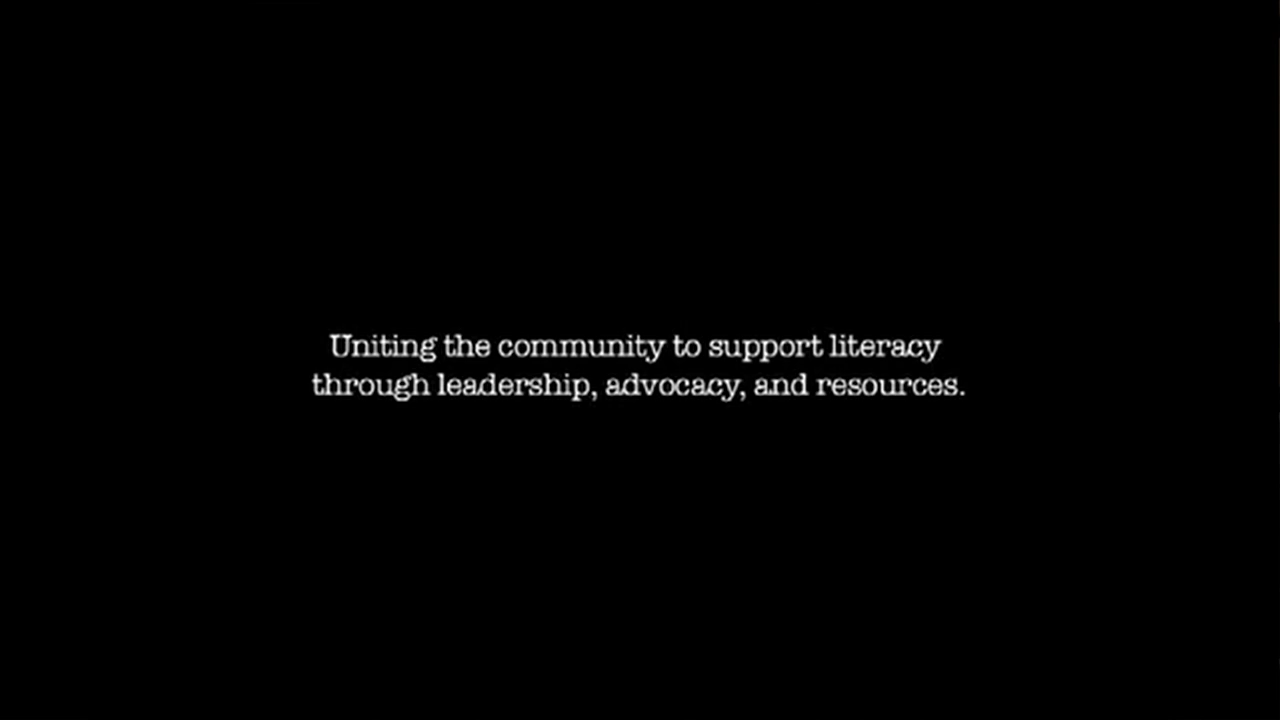 Uniting the community to support literacy
through leadership, advocacy, and resources.